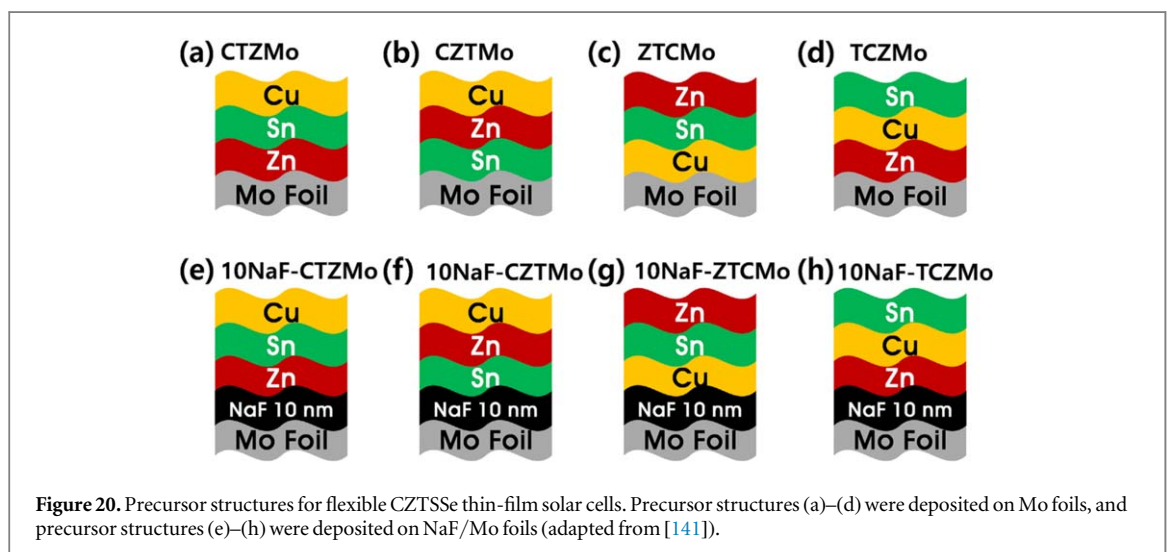 (a) CTZMo
Cu
Sn
Zn
Mo Foil
(b) CZTMo
Cu
Zn
Sn
Mo Foil
(c) ZTCMo
Zn
Sn
Cu
Mo Foil
(d) TCZMo
Sn
Cu
Zn
Mo Foil
(e) 10NaF-CTZMo
Cu
Sn
Zn
NaF 10 nm
Mo Foil
(f) 10NaF-CZTMo
Cu
Zn
Sn
NaF 10 nm
Mo Foil
(g) 10NaF-ZTCMo
Zn
Sn
Cu
NaF 10 nm
Mo Foil
(h) 10NaF-TCZMo
Sn
Cu
Zn
NaF 10 nm
Mo Foil
Figure 20. Precursor structures for flexible CZTSSe thin-film solar cells. Precursor structures (a)–(d) were deposited on Mo foils, and
precursor structures (e)–(h) were deposited on NaF/Mo foils (adapted from [141]).